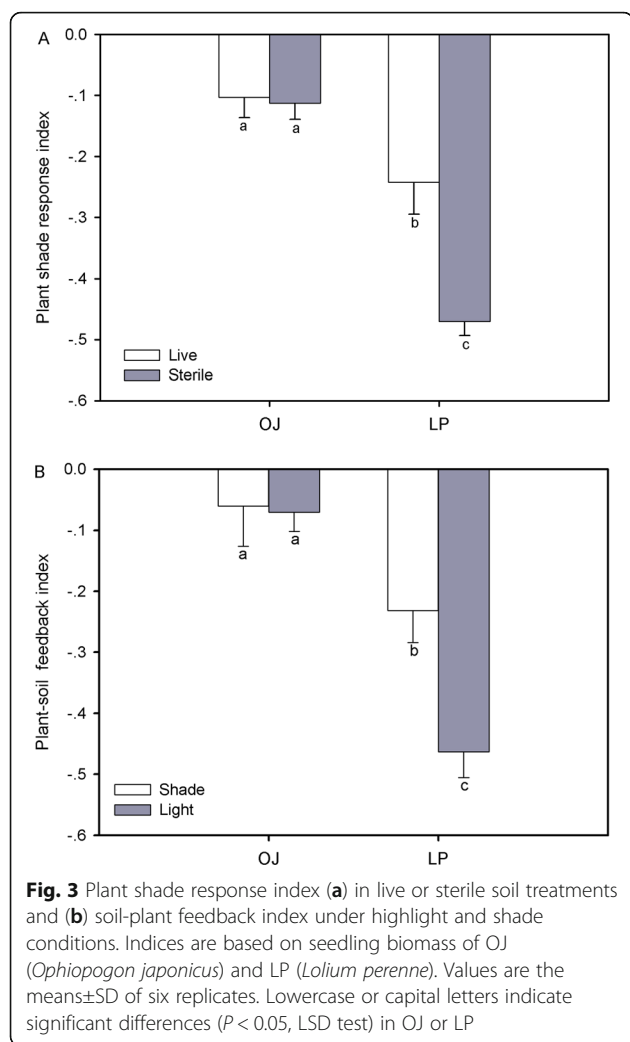 A
0.0
-.1
-.2
-.3
-.4
-.5
-.6
Plant shade response index
a
a
b
c
Live
Sterile
OJ
LP
B
0.0
-.1
-.2
-.3
-.4
-.5
-.6
Plant-soil feedback index
a
a
b
c
Shade
Light
OJ
LP
Fig. 3 Plant shade response index (a) in live or sterile soil treatments
and (b) soil-plant feedback index under highlight and shade
conditions. Indices are based on seedling biomass of OJ
(Ophiopogon japonicus) and LP (Lolium perenne). Values are the
means±SD of six replicates. Lowercase or capital letters indicate
significant differences (P < 0.05, LSD test) in OJ or LP